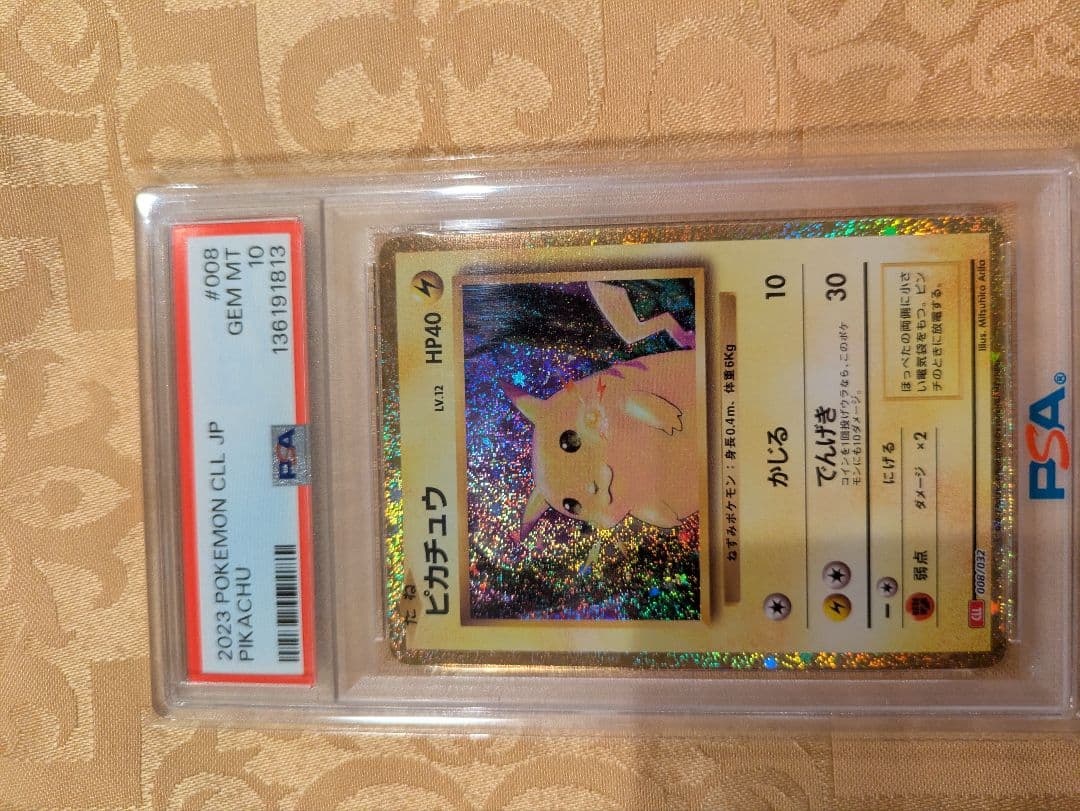 2023 POKEMON CLL JP
#008
PIKACHU
GEM MT
10
136191813
PSA
たね
ピカチュウ
LV.12
HP40
ねずみポケモン：身長0.4m、体重6Kg
かじる
10
でんげき
30
コインを1回投げウラなら、このポケ
モンにも10ダメージ。
にげる
弱点
ダメージ ×2
ほっぺたの両側に小さ
い電気袋をもつ。ピン
チのときに放電する。
CLL
008/032
Illus. Mitsuhiro Arita
PSA®